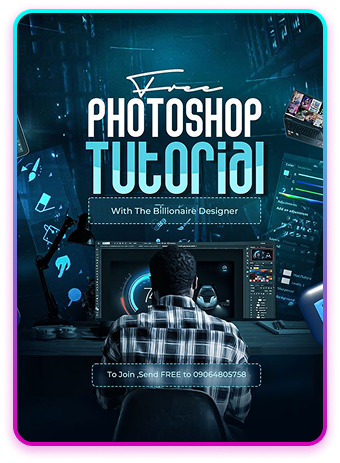 Free
PHOTOSHOP
Tutorial
With The Billionaire Designer
To Join ,Send FREE to 09064805758